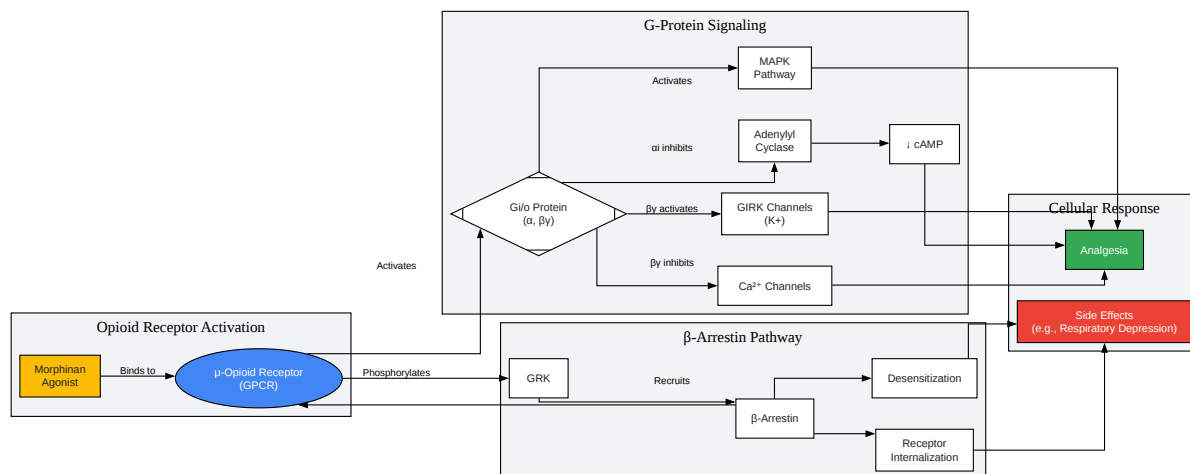 G-Protein Signaling
MAPK
Pathway
Activates
Adenylyl
Cyclase
↓ cAMP
αi inhibits
Gi/o Protein
(α, βγ)
βγ activates
GIRK Channels
(K+)
Cellular Response
Analgesia
Activates
βγ inhibits
Ca²⁺ Channels
Side Effects
(e.g., Respiratory Depression)
Opioid Receptor Activation
Morphinan
Agonist
Binds to
μ-Opioid Receptor
(GPCR)
Phosphorylates
β-Arrestin Pathway
GRK
Recruits
β-Arrestin
Desensitization
Receptor
Internalization